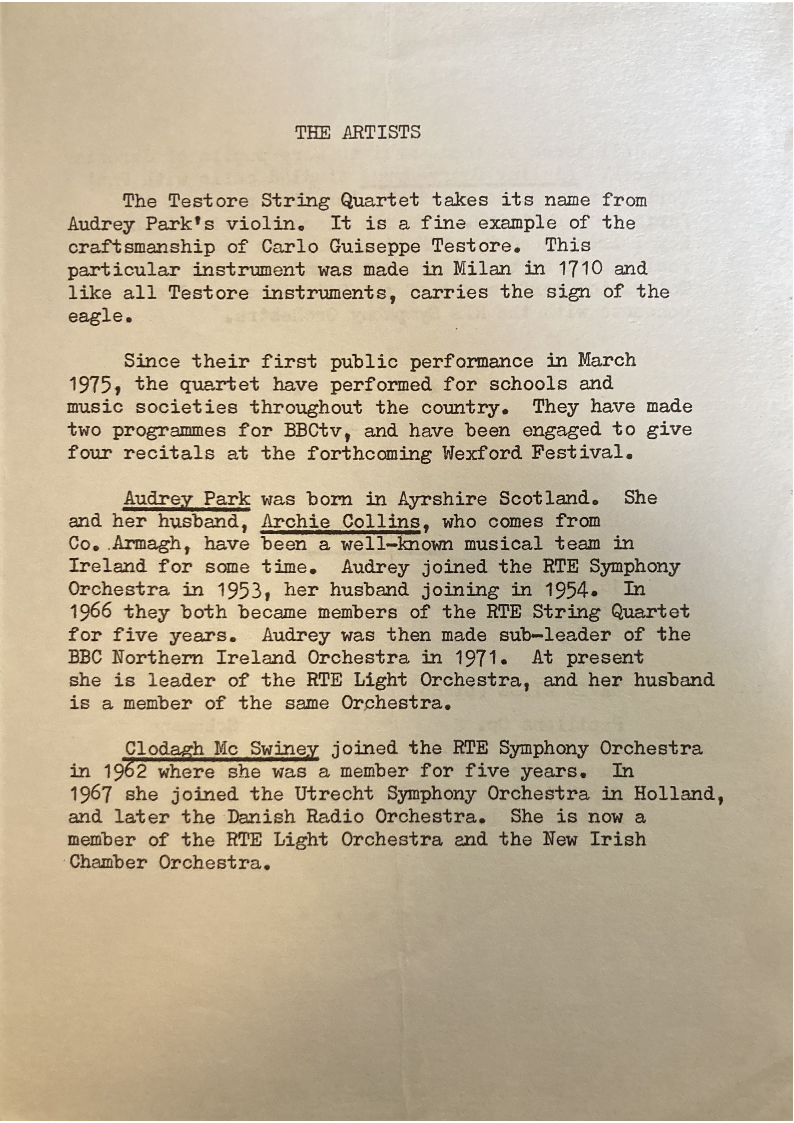 THE ARTISTS
The Testore String Quartet takes its name from
Audrey Park's violin. It is a fine example of the
craftsmanship of Carlo Guiseppe Testore. This
particular instrument was made in Milan in 1710 and
like all Testore instruments, carries the sign of the
eagle.
Since their first public performance in March
1975, the quartet have performed for schools and
music societies throughout the country. They have made
two programmes for BBCtv, and have been engaged to give
four recitals at the forthcoming Wexford Festival.
Audrey Park was born in Ayrshire Scotland. She
and her husband, Archie Collins, who comes from
Co. Armagh, have been a well-known musical team in
Ireland for some time. Audrey joined the RTE Symphony
Orchestra in 1953, her husband joining in 1954. In
1966 they both became members of the RTE String Quartet
for five years. Audrey was then made sub-leader of the
BBC Northern Ireland Orchestra in 1971. At present
she is leader of the RTE Light Orchestra, and her husband
is a member of the same Orchestra.
Clodagh Mc Swiney joined the RTE Symphony Orchestra
in 1962 where she was a member for five years. In
1967 she joined the Utrecht Symphony Orchestra in Holland,
and later the Danish Radio Orchestra. She is now a
member of the RTE Light Orchestra and the New Irish
Chamber Orchestra.